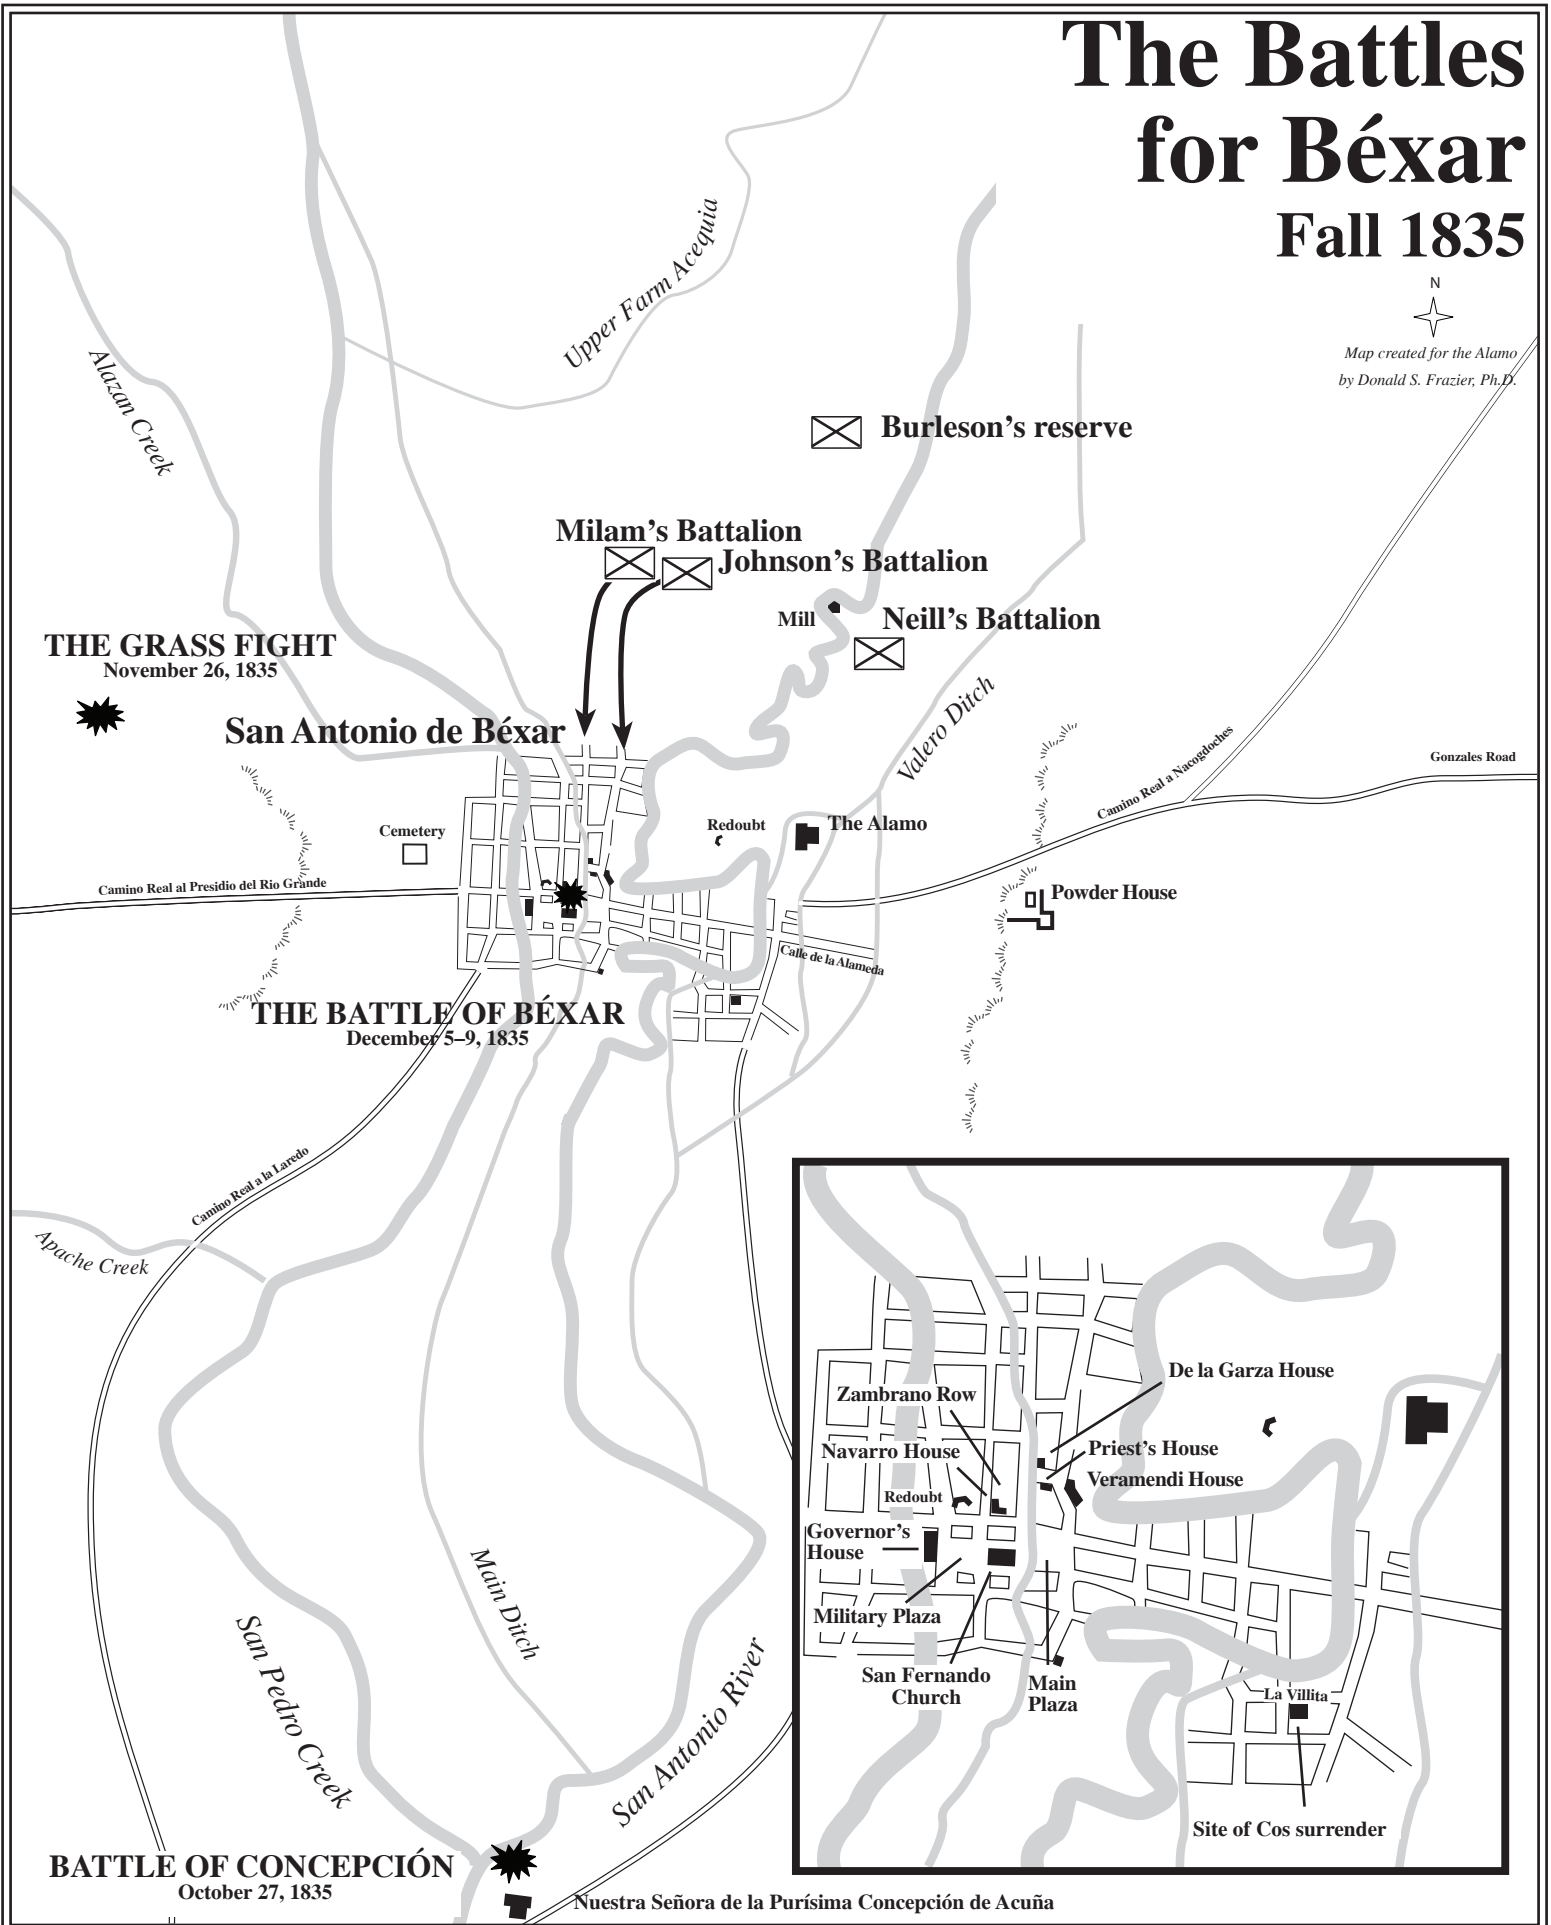 The Battles
for Béxar
Fall 1835
N
Map created for the Alamo
by Donald S. Frazier, Ph.D.
Upper Farm Acequia
Alazan Creek
Burleson's reserve
Milam's Battalion
Johnson's Battalion
Mill
Neill's Battalion
THE GRASS FIGHT
November 26, 1835
San Antonio de Béxar
Valero Ditch
Camino Real a Nacogdoches
Gonzales Road
Cemetery
Redoubt
The Alamo
Camino Real al Presidio del Rio Grande
Powder House
Calle de la Alameda
THE BATTLE OF BÉXAR
December 5–9, 1835
Camino Real a la Laredo
Apache Creek
De la Garza House
Zambrano Row
Navarro House
Priest's House
Veramendi House
Redoubt
Governor's
House
Military Plaza
San Fernando
Church
Main
Plaza
La Villita
Site of Cos surrender
Main Ditch
San Pedro Creek
San Antonio River
BATTLE OF CONCEPCIÓN
October 27, 1835
Nuestra Señora de la Purísima Concepción de Acuña